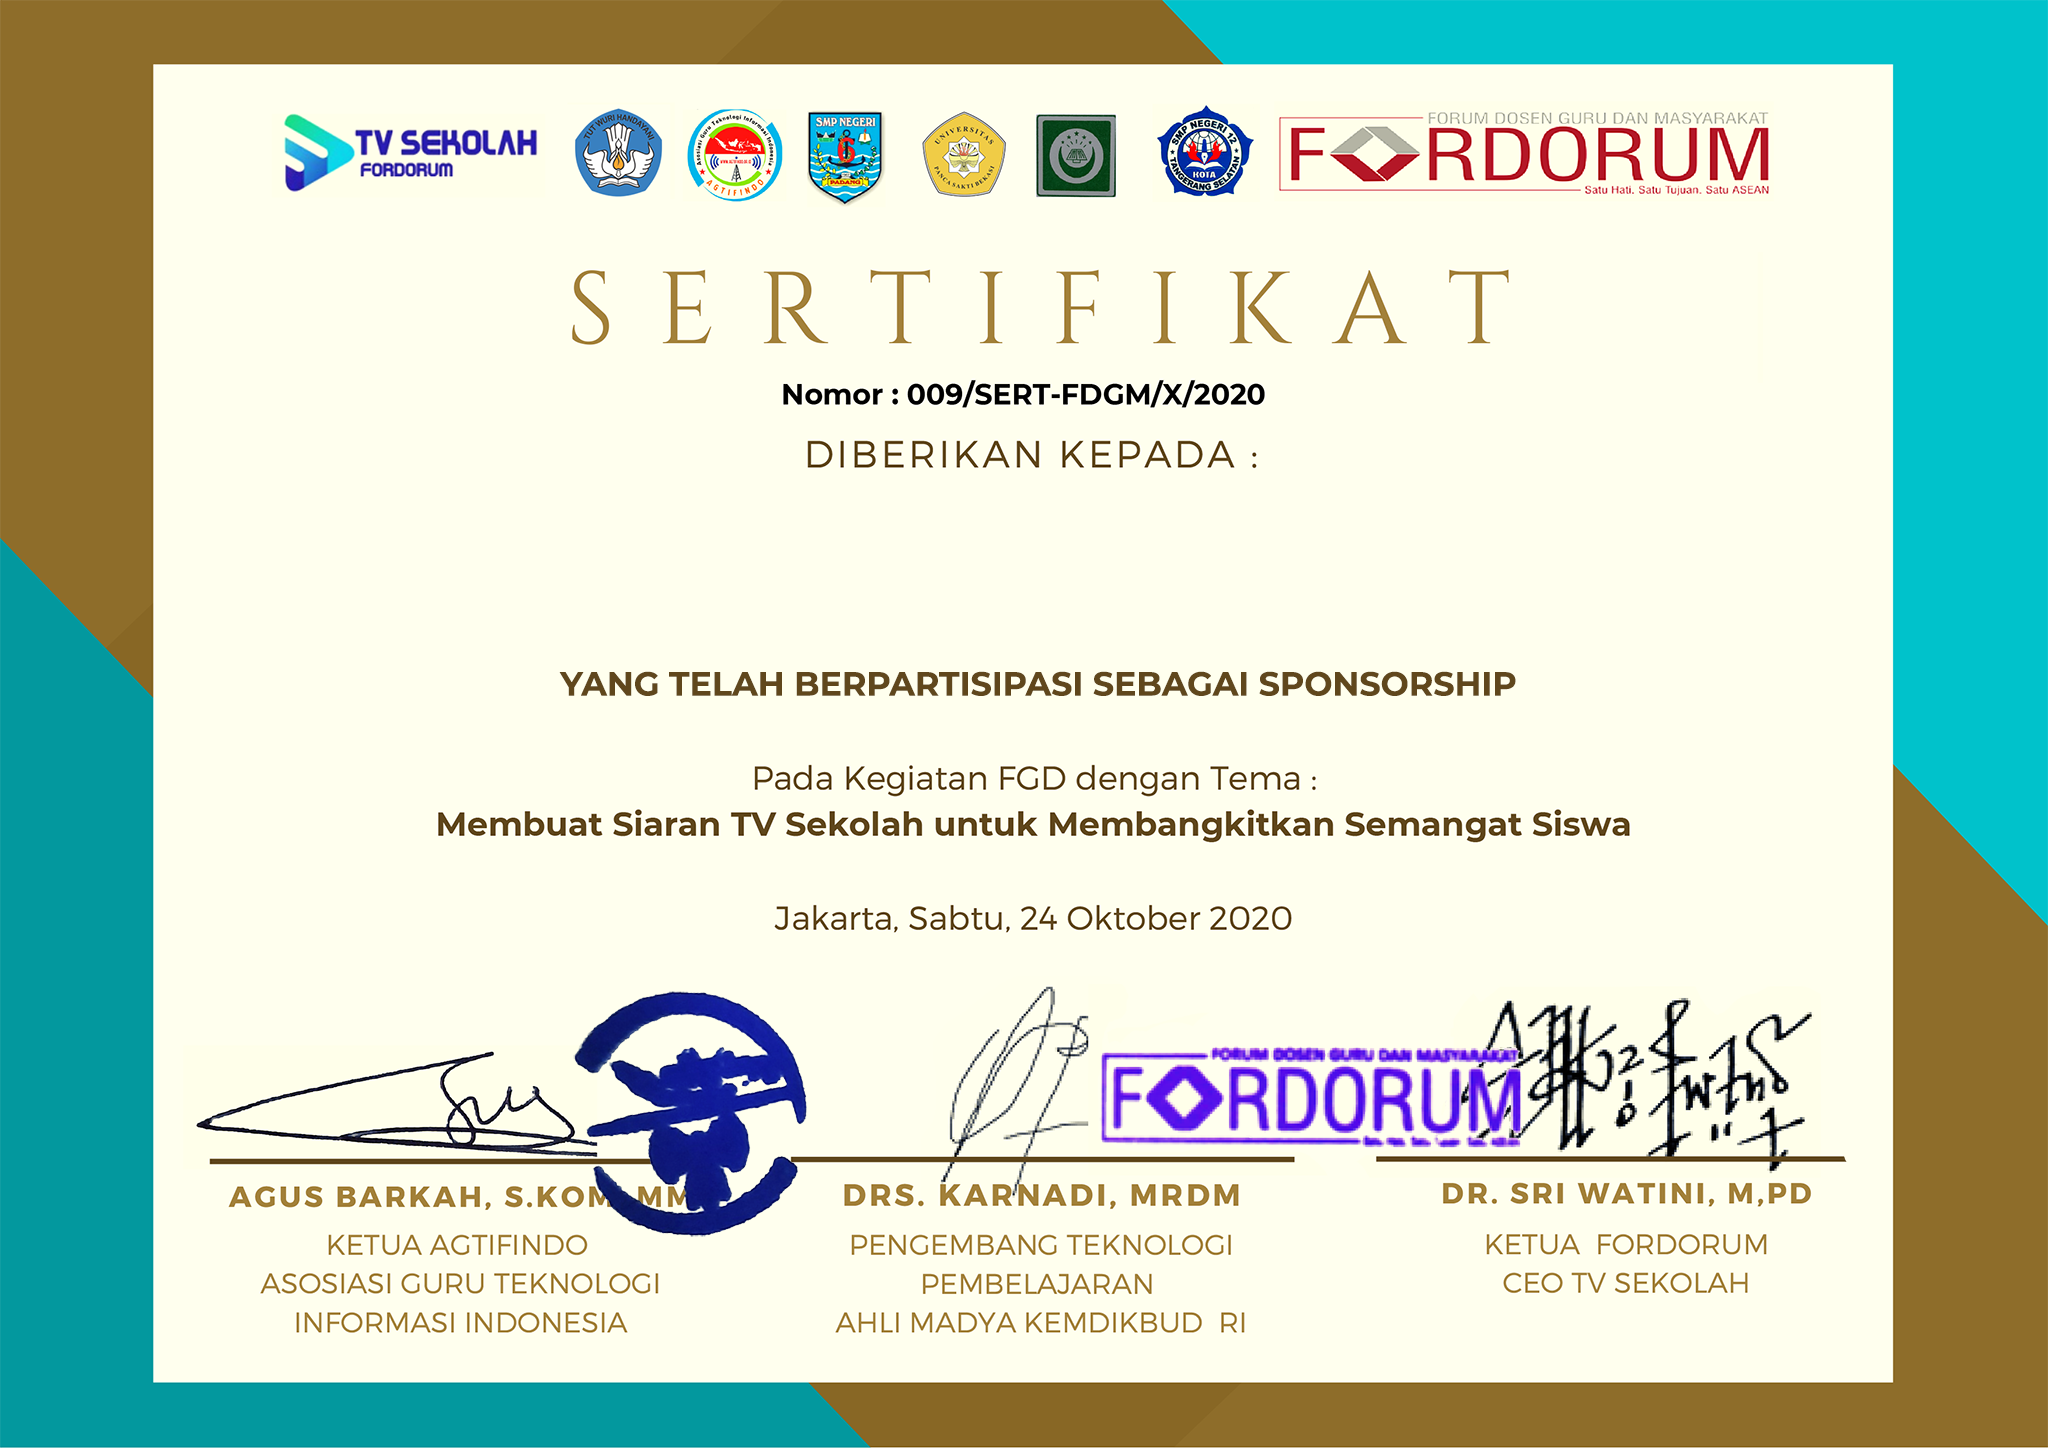 TV SEKOLAH
FORDORUM
TUT WURI HANDAYANI
Asosiasi Guru Teknologi Informasi Indonesia
AGTIFINDO
SMP NEGERI
6
PADANG
UNIVERSITAS
PANCA SAKTI BEKASI
SMP NEGERI 12
KOTA
TANGERANG SELATAN
FORUM DOSEN GURU DAN MASYARAKAT
FORDORUM
Satu Hati. Satu Tujuan. Satu ASEAN
SERTIFIKAT
Nomor : 009/SERT-FDGM/X/2020
DIBERIKAN KEPADA :
YANG TELAH BERPARTISIPASI SEBAGAI SPONSORSHIP
Pada Kegiatan FGD dengan Tema :
Membuat Siaran TV Sekolah untuk Membangkitkan Semangat Siswa
Jakarta, Sabtu, 24 Oktober 2020
FORUM DOSEN GURU DAN MASYARAKAT
FORDORUM
AGUS BARKAH, S.KOM, MM
KETUA AGTIFINDO
ASOSIASI GURU TEKNOLOGI
INFORMASI INDONESIA
DRS. KARNADI, MRDM
PENGEMBANG TEKNOLOGI
PEMBELAJARAN
AHLI MADYA KEMDIKBUD RI
DR. SRI WATINI, M,PD
KETUA FORDORUM
CEO TV SEKOLAH